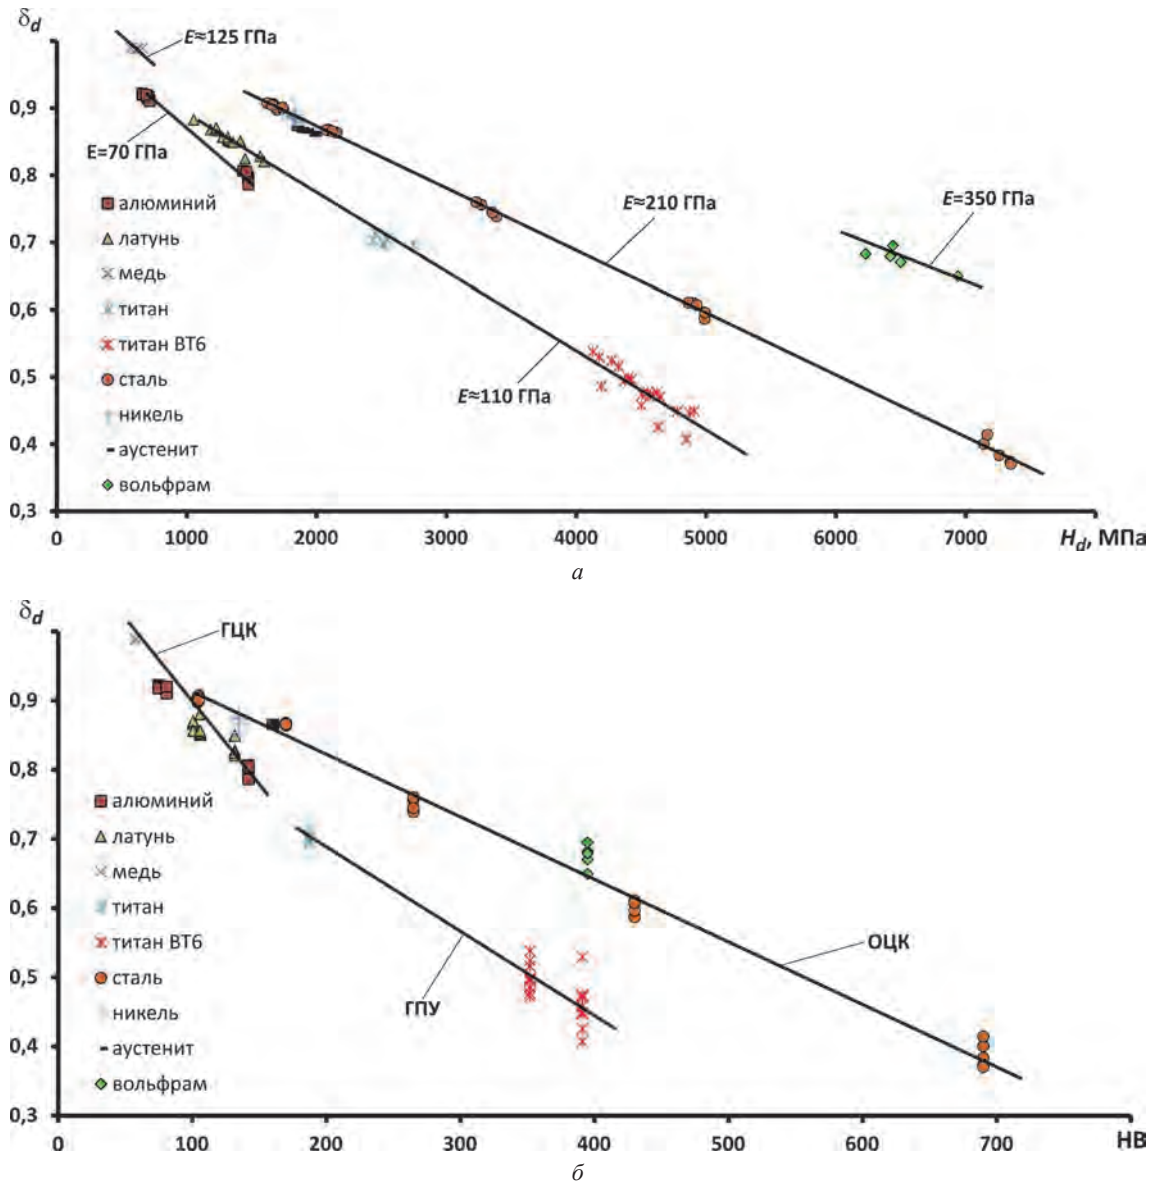 δd
E≈125 ГПа
0,9
E=70 ГПа
0,8
алюминий
E≈210 ГПа
E=350 ГПа
латунь
0,7
медь
титан
0,6
титан ВТ6
сталь
0,5
E≈110 ГПа
никель
аустенит
0,4
вольфрам
0,3
0 1000 2000 3000 4000 5000 6000 7000 Hd, МПа
а
δd
ГЦК
0,9
0,8
алюминий
латунь
0,7
медь
титан
0,6
титан ВТ6
ОЦК
сталь
0,5
ГПУ
никель
аустенит
0,4
вольфрам
0,3
0 100 200 300 400 500 600 700 НВ
б